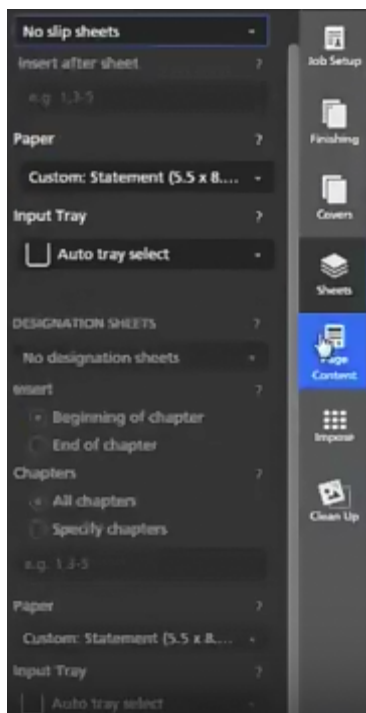 No slip sheets
Insert after sheet ?
e.g. 1,3-5
Paper ?
Custom: Statement (5.5 x 8....
Input Tray ?
Auto tray select
DESIGNATION SHEETS ?
No designation sheets
Insert ?
Beginning of chapter
End of chapter
Chapters ?
All chapters
Specify chapters
e.g. 1,3-5
Paper ?
Custom: Statement (5.5 x 8....
Input Tray ?
Auto tray select
Job Setup
Finishing
Covers
Sheets
Page
Content
Impose
Clean Up